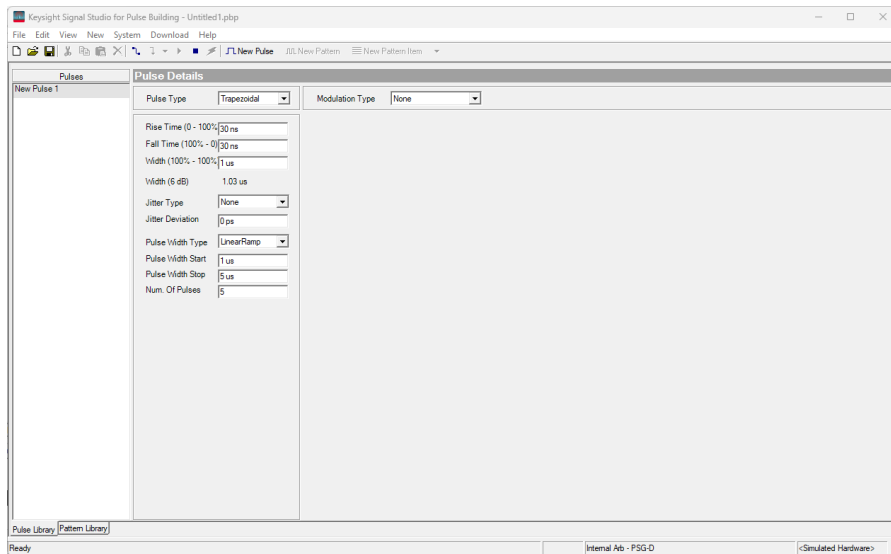 Keysight Signal Studio for Pulse Building - Untitled1.pbp
File Edit View New System Download Help
New Pulse New Pattern New Pattern Item
Pulses
Pulse Details
New Pulse 1
Pulse Type Trapezoidal Modulation Type None
Rise Time (0 - 100% 30 ns
Fall Time (100% - 0) 30 ns
Width (100% - 100% 1 us
Width (6 dB) 1.03 us
Jitter Type None
Jitter Deviation 0 ps
Pulse Width Type LinearRamp
Pulse Width Start 1 us
Pulse Width Stop 5 us
Num. Of Pulses 5
Pulse Library Pattern Library
Ready Internal Arb - PSG-D <Simulated Hardware>